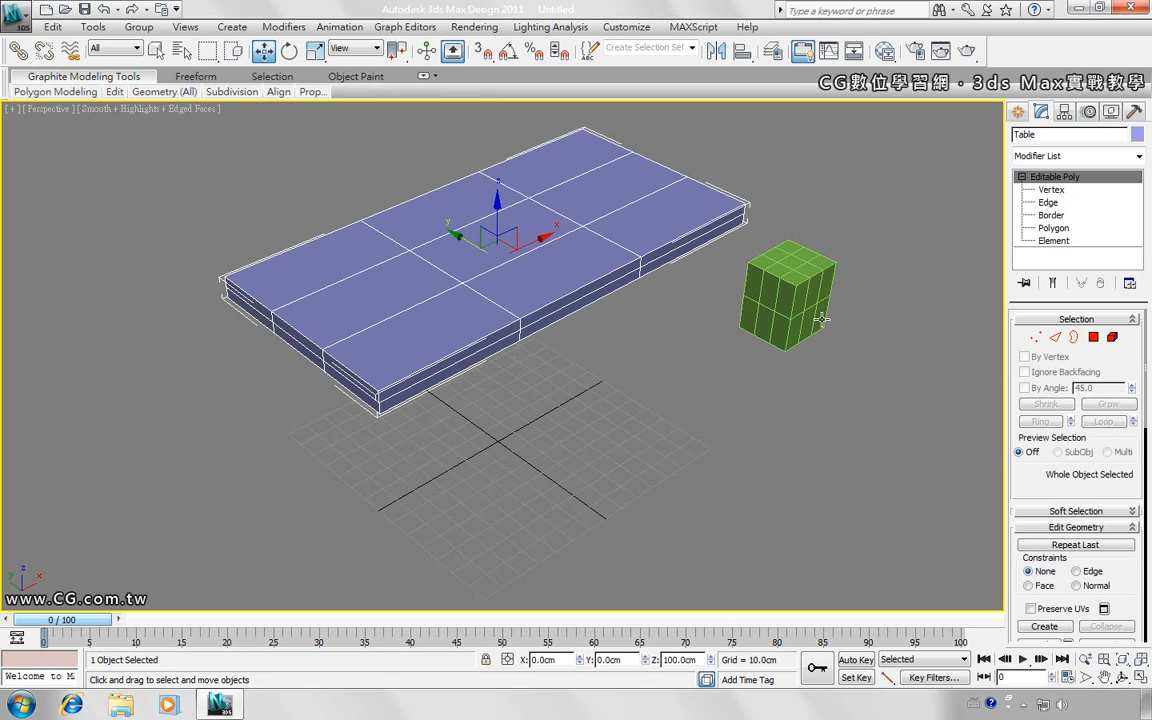 Autodesk 3ds Max Design 2011 Untitled
Type a keyword or phrase
Edit Tools Group Views Create Modifiers Animation Graph Editors Rendering Lighting Analysis Customize MAXScript Help
All View Create Selection Set
Graphite Modeling Tools Freeform Selection Object Paint
Polygon Modeling Edit Geometry (All) Subdivision Align Prop...
CG數位學習網・3ds Max實戰教學
[ + ] [ Perspective ] [ Smooth + Highlights + Edged Faces ]
Table
Modifier List
Editable Poly
Vertex
Edge
Border
Polygon
Element
Selection
By Vertex
Ignore Backfacing
By Angle: 45.0
Shrink Grow
Ring Loop
Preview Selection
Off SubObj Multi
Whole Object Selected
Soft Selection
Edit Geometry
Repeat Last
Constraints
None Edge
Face Normal
Preserve UVs
Create Collapse
z
y
x
z
y
x
www.CG.com.tw
0 / 100
0 5 10 15 20 25 30 35 40 45 50 55 60 65 70 75 80 85 90 95 100
1 Object Selected X: 0.0cm Y: 0.0cm Z: 100.0cm Grid = 10.0cm Auto Key Selected
Welcome to M Click and drag to select and move objects Add Time Tag Set Key Key Filters... 0